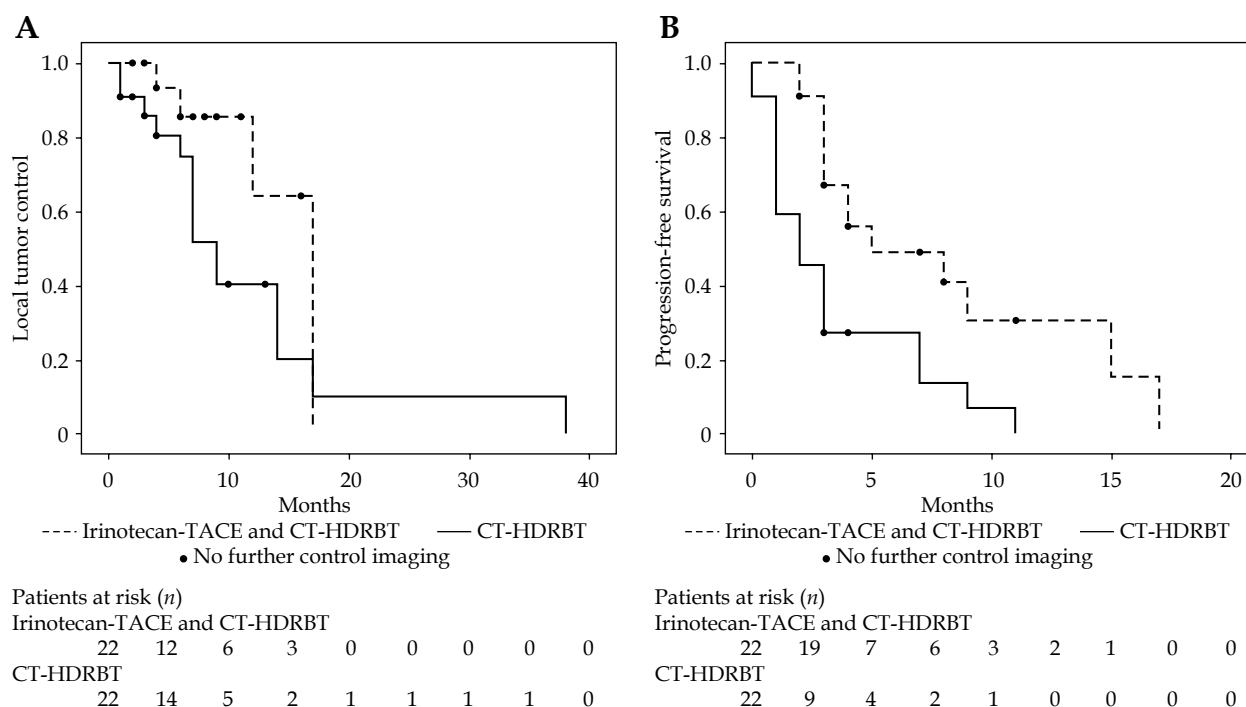 A
Local tumor control
1.0
0.8
0.6
0.4
0.2
0
0 10 20 30 40
Months
Irinotecan-TACE and CT-HDRBT CT-HDRBT
No further control imaging
Patients at risk (n)
Irinotecan-TACE and CT-HDRBT
22 12 6 3 0 0 0 0 0
CT-HDRBT
22 14 5 2 1 1 1 1 0
B
Progression-free survival
1.0
0.8
0.6
0.4
0.2
0
0 5 10 15 20
Months
Irinotecan-TACE and CT-HDRBT CT-HDRBT
No further control imaging
Patients at risk (n)
Irinotecan-TACE and CT-HDRBT
22 19 7 6 3 2 1 0 0
CT-HDRBT
22 9 4 2 1 0 0 0 0